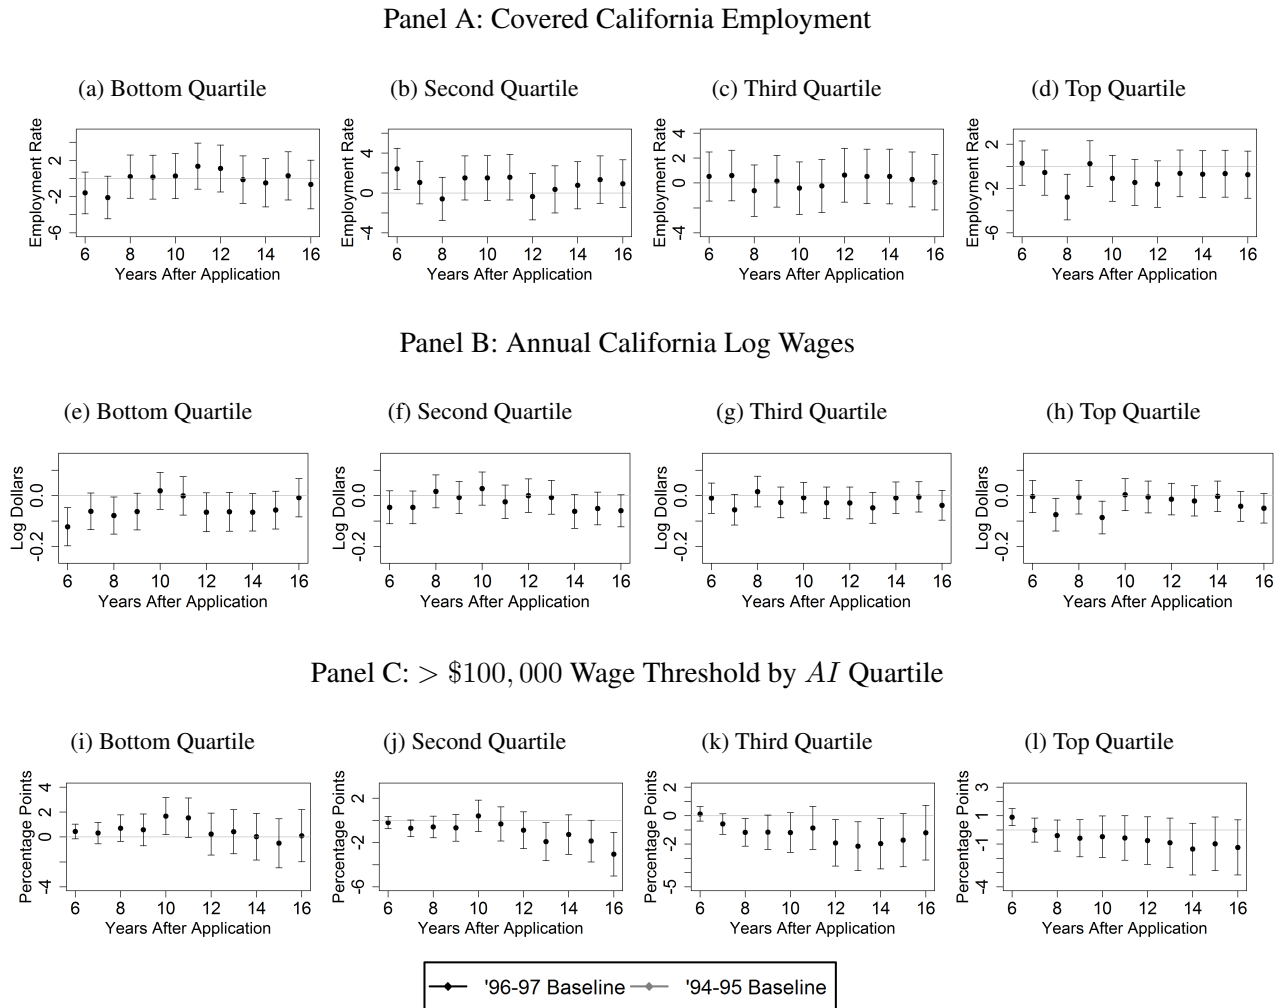 Panel A: Covered California Employment
(a) Bottom Quartile
(b) Second Quartile
(c) Third Quartile
(d) Top Quartile
Employment Rate
2
-2
-6
6 8 10 12 14 16
Years After Application
Employment Rate
4
0
-4
6 8 10 12 14 16
Years After Application
Employment Rate
4
2
0
-4
6 8 10 12 14 16
Years After Application
Employment Rate
2
-2
-6
6 8 10 12 14 16
Years After Application
Panel B: Annual California Log Wages
(e) Bottom Quartile
(f) Second Quartile
(g) Third Quartile
(h) Top Quartile
Log Dollars
0.0
-0.2
6 8 10 12 14 16
Years After Application
Log Dollars
0.0
-0.2
6 8 10 12 14 16
Years After Application
Log Dollars
0.0
-0.2
6 8 10 12 14 16
Years After Application
Log Dollars
0.0
-0.2
6 8 10 12 14 16
Years After Application
Panel C: > $100, 000 Wage Threshold by AI Quartile
(i) Bottom Quartile
(j) Second Quartile
(k) Third Quartile
(l) Top Quartile
Percentage Points
4
2
0
-4
6 8 10 12 14 16
Years After Application
Percentage Points
2
-2
-6
6 8 10 12 14 16
Years After Application
Percentage Points
2
0
-2
-5
6 8 10 12 14 16
Years After Application
Percentage Points
3
1
-1
-4
6 8 10 12 14 16
Years After Application
'96-97 Baseline
'94-95 Baseline